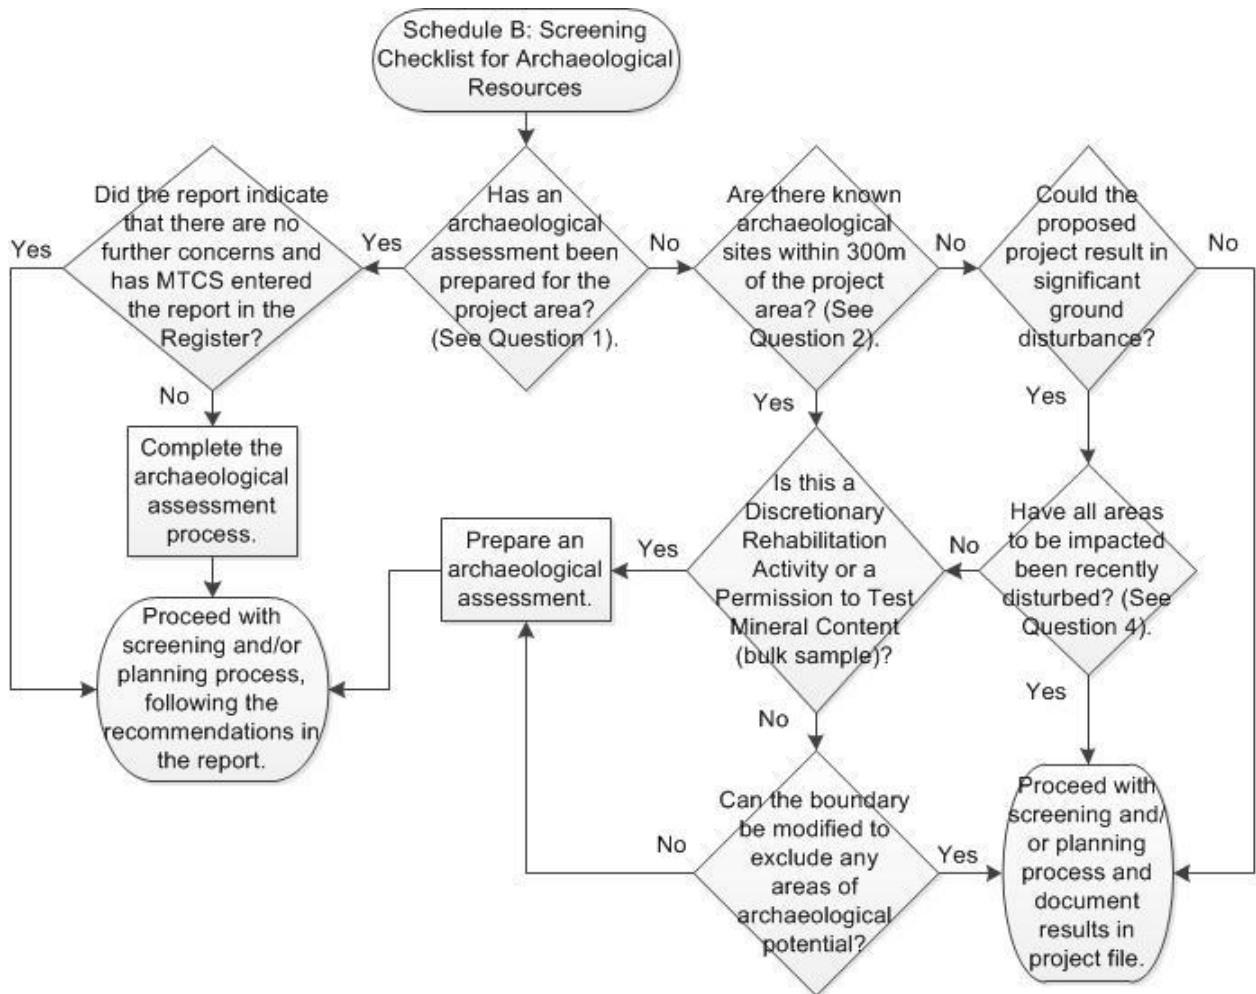 Schedule B: Screening
Checklist for Archaeological
Resources
Did the report indicate
that there are no
further concerns and
has MTCS entered
the report in the
Register?
Yes
No
Yes
Has an
archaeological
assessment been
prepared for the
project area?
(See Question 1).
No
Are there known
archaeological
sites within 300m
of the project
area? (See
Question 2).
No
Yes
Could the
proposed
project result in
significant
ground
disturbance?
No
Yes
Complete the
archaeological
assessment
process.
Prepare an
archaeological
assessment.
Yes
Is this a
Discretionary
Rehabilitation
Activity or a
Permission to Test
Mineral Content
(bulk sample)?
No
No
Have all areas
to be impacted
been recently
disturbed? (See
Question 4).
Yes
Proceed with
screening and/or
planning process,
following the
recommendations in
the report.
No
Can the boundary
be modified to
exclude any
areas of
archaeological
potential?
Yes
Proceed with
screening and/
or planning
process and
document
results in
project file.